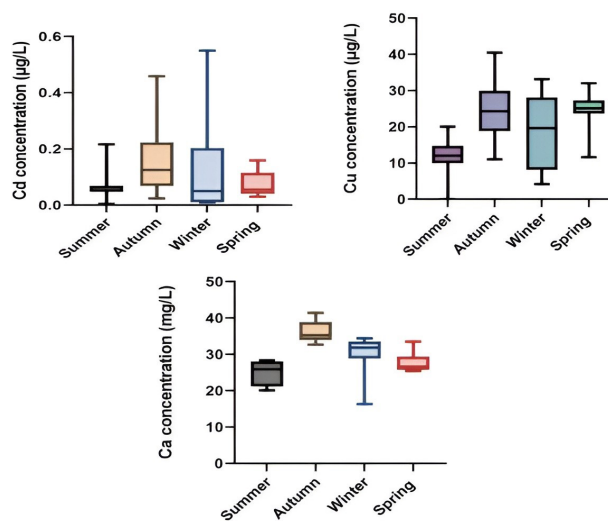 Cd concentration (µg/L)
0.6
0.4
0.2
0.0
Summer
Autumn
Winter
Spring
Cu concentration (µg/L)
50
40
30
20
10
0
Summer
Autumn
Winter
Spring
Ca concentration (mg/L)
50
40
30
20
10
0
Summer
Autumn
Winter
Spring